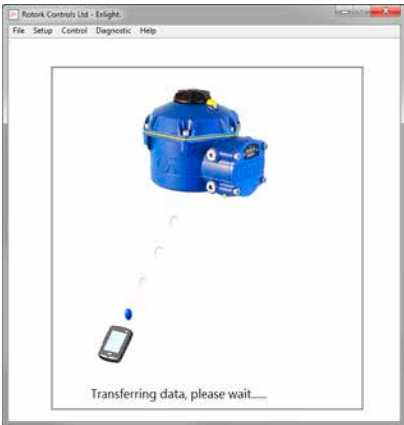 Rotork Controls Ltd - Enlight.
File Setup Control Diagnostic Help
Transferring data, please wait......